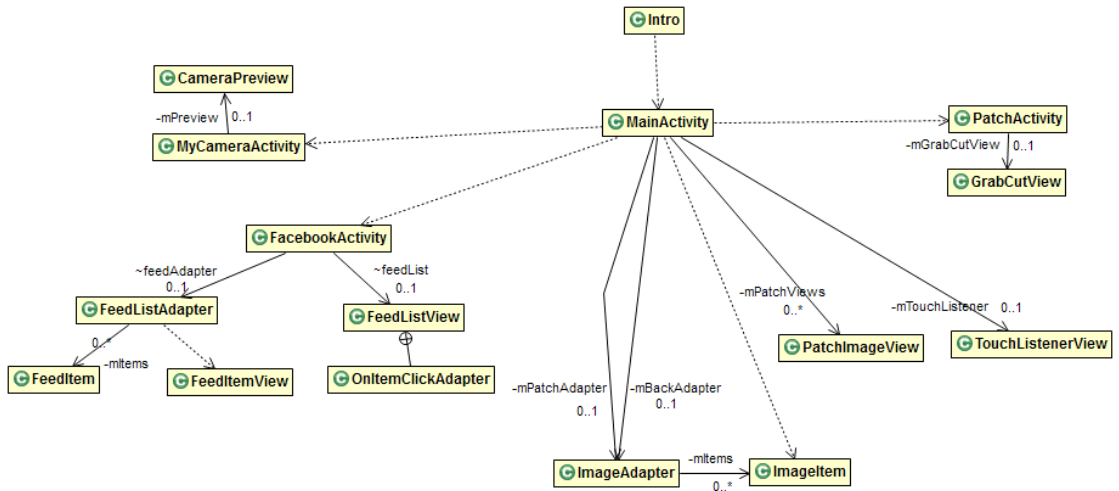 Intro
CameraPreview
-mPreview
0..1
MyCameraActivity
MainActivity
PatchActivity
-mGrabCutView
0..1
GrabCutView
FacebookActivity
~feedAdapter
0..1
~feedList
0..1
FeedListAdapter
FeedListView
0..*
-mItems
FeedItem
FeedItemView
OnItemClickAdapter
-mPatchViews
0..*
-mTouchListener
0..1
PatchImageView
TouchListenerView
-mPatchAdapter
0..1
-mBackAdapter
0..1
ImageAdapter
-mItems
0..*
ImageItem